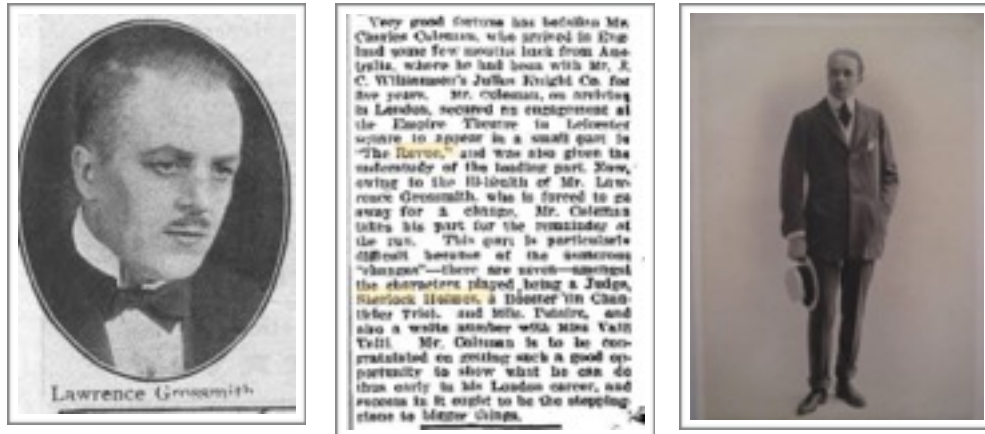 Lawrence Grossmith
Very good fortune has befallen Mr.
Charles Coleman, who arrived in Eng-
land some few months back from Aus-
tralia, where he had been with Mr. J.
C. Williamson's Julius Knight Co. for
five years. Mr. Coleman, on arriving
in London, secured an engagement at
the Empire Theatre in Leicester
square to appear in a small part in
"The Revue," and was also given the
understudy of the leading part. Now,
owing to the ill-health of Mr. Law-
rence Grossmith, who is forced to go
away for a change, Mr. Coleman
takes his part for the remainder of
the run. This part is particularly
difficult because of the numerous
"changes"—there are seven—amongst
the characters played being a Judge,
Sherlock Holmes, a Rooster (in Chan-
ticler Trio), and Mlle. and
also a waltz number with Miss Valli
Mr. Coleman is to be con-
gratulated on getting such a good op-
portunity to show what he can do
thus early in his London career, and
success in it ought to be the stepping-
stone to bigger things.